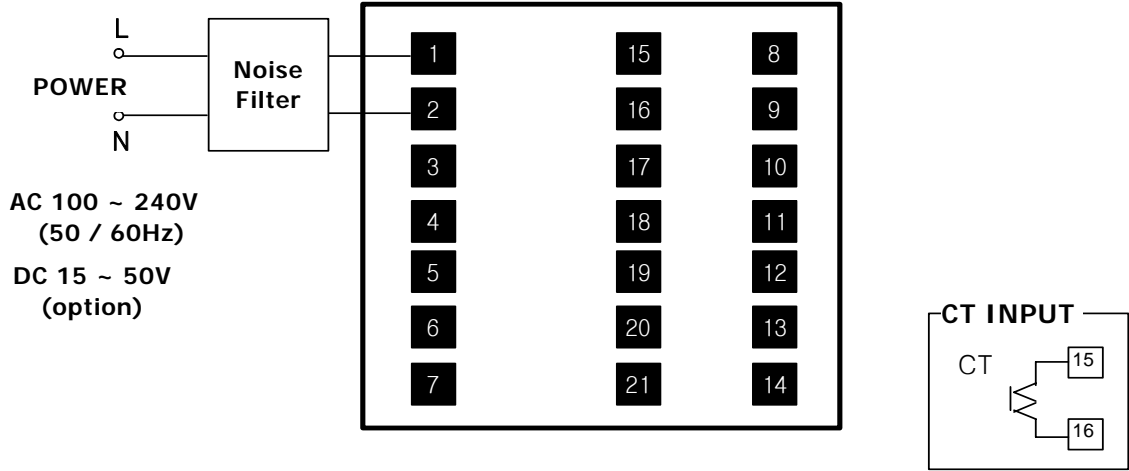 L
POWER
N
Noise
Filter
AC 100 ~ 240V
(50 / 60Hz)
DC 15 ~ 50V
(option)
1 15 8
2 16 9
3 17 10
4 18 11
5 19 12
6 20 13
7 21 14
CT INPUT
CT
15
16